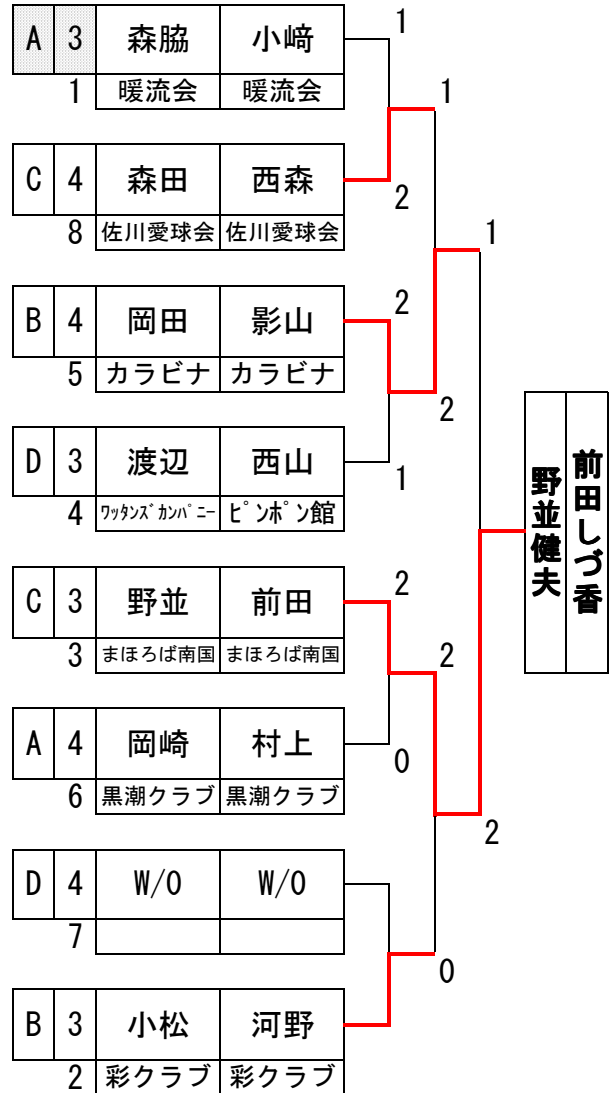 A 3 森脇 小﨑
1 暖流会 暖流会
C 4 森田 西森
8 佐川愛球会 佐川愛球会
B 4 岡田 影山
5 カラビナ カラビナ
D 3 渡辺 西山
4 ﾜｯﾀﾝｽﾞｶﾝﾊﾟﾆｰ ﾋﾟﾝﾎﾟﾝ館
C 3 野並 前田
3 まほろば南国 まほろば南国
A 4 岡崎 村上
6 黒潮クラブ 黒潮クラブ
D 4 W/O W/O
7
B 3 小松 河野
2 彩クラブ 彩クラブ
1
2
2
1
2
0
1
2
2
0
1
2
前田しづ香
野並健夫